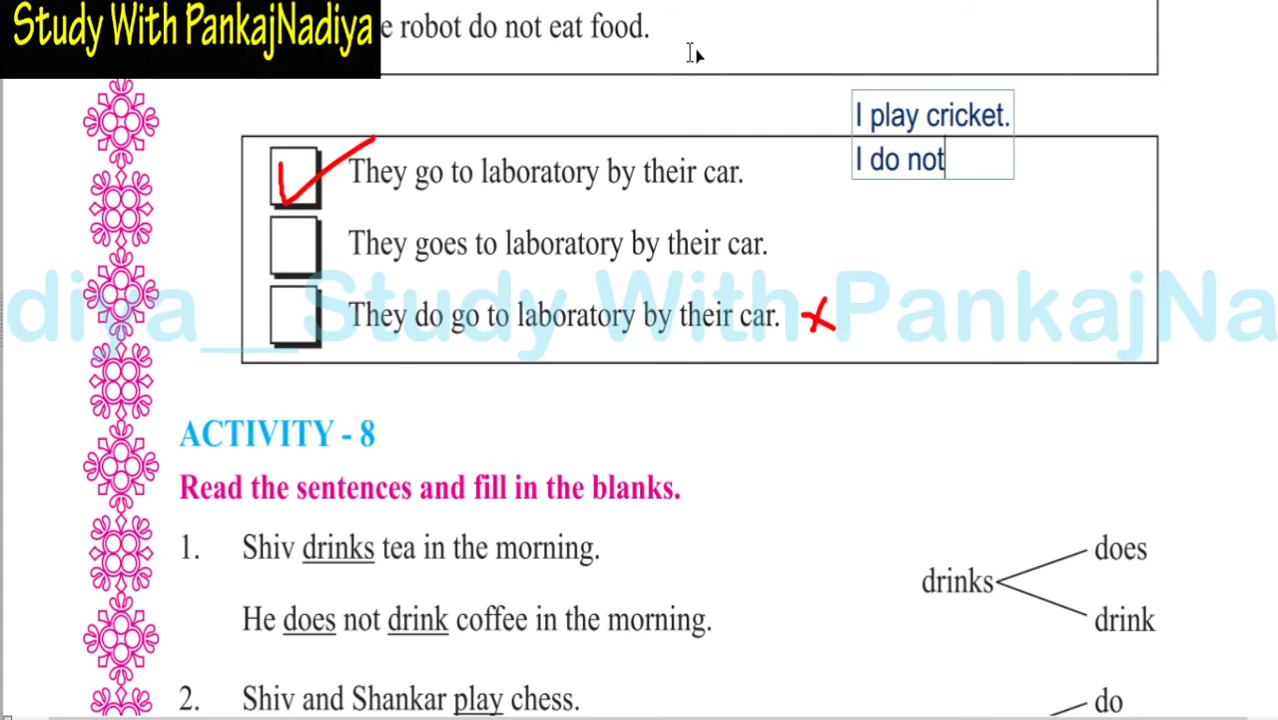 Study With PankajNadiya
e robot do not eat food.
I play cricket.
I do not
They go to laboratory by their car.
They goes to laboratory by their car.
They do go to laboratory by their car.
diya__Study With PankajNa
ACTIVITY - 8
Read the sentences and fill in the blanks.
1. Shiv drinks tea in the morning.
He does not drink coffee in the morning.
drinks
does
drink
2. Shiv and Shankar play chess.
do